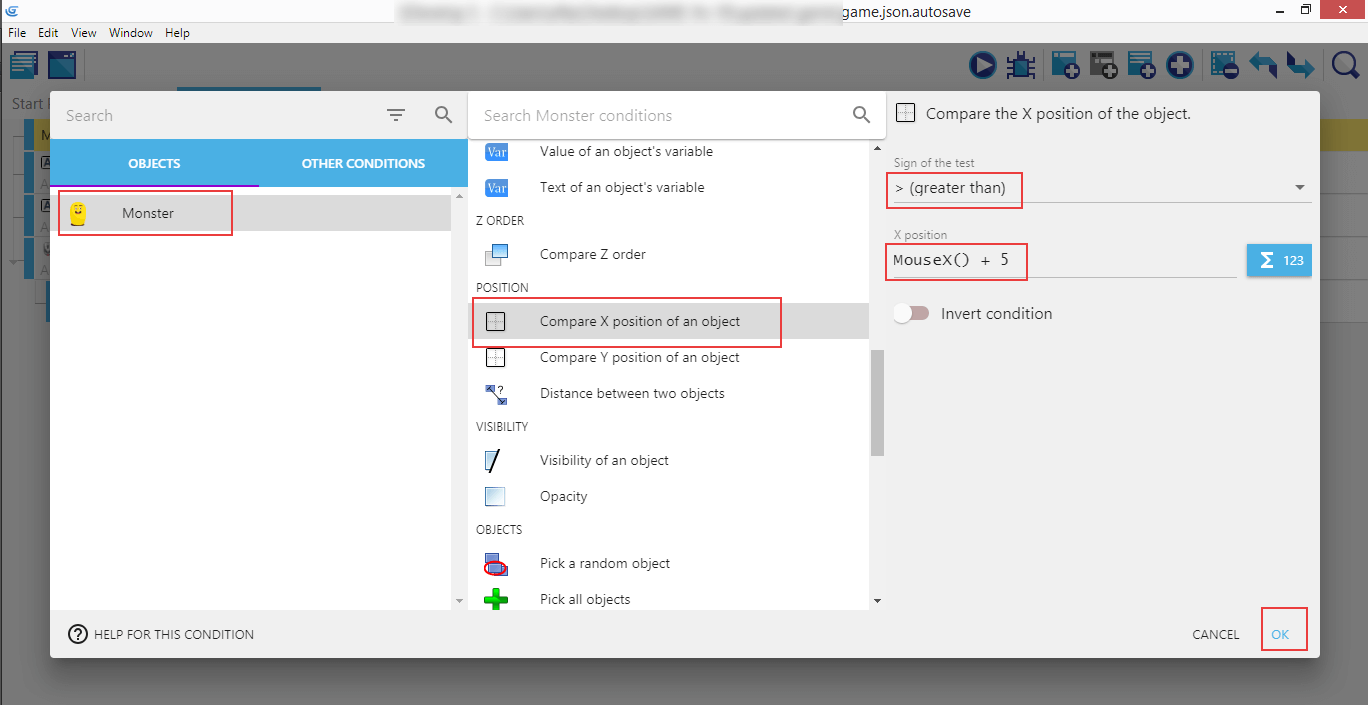 game.json.autosave
File Edit View Window Help
Start
Search
OBJECTS OTHER CONDITIONS
Monster
Search Monster conditions
Var Value of an object's variable
Var Text of an object's variable
Z ORDER
Compare Z order
POSITION
Compare X position of an object
Compare Y position of an object
? Distance between two objects
VISIBILITY
Visibility of an object
Opacity
OBJECTS
Pick a random object
Pick all objects
Compare the X position of the object.
Sign of the test
> (greater than)
X position
MouseX() + 5
Σ 123
Invert condition
? HELP FOR THIS CONDITION
CANCEL OK